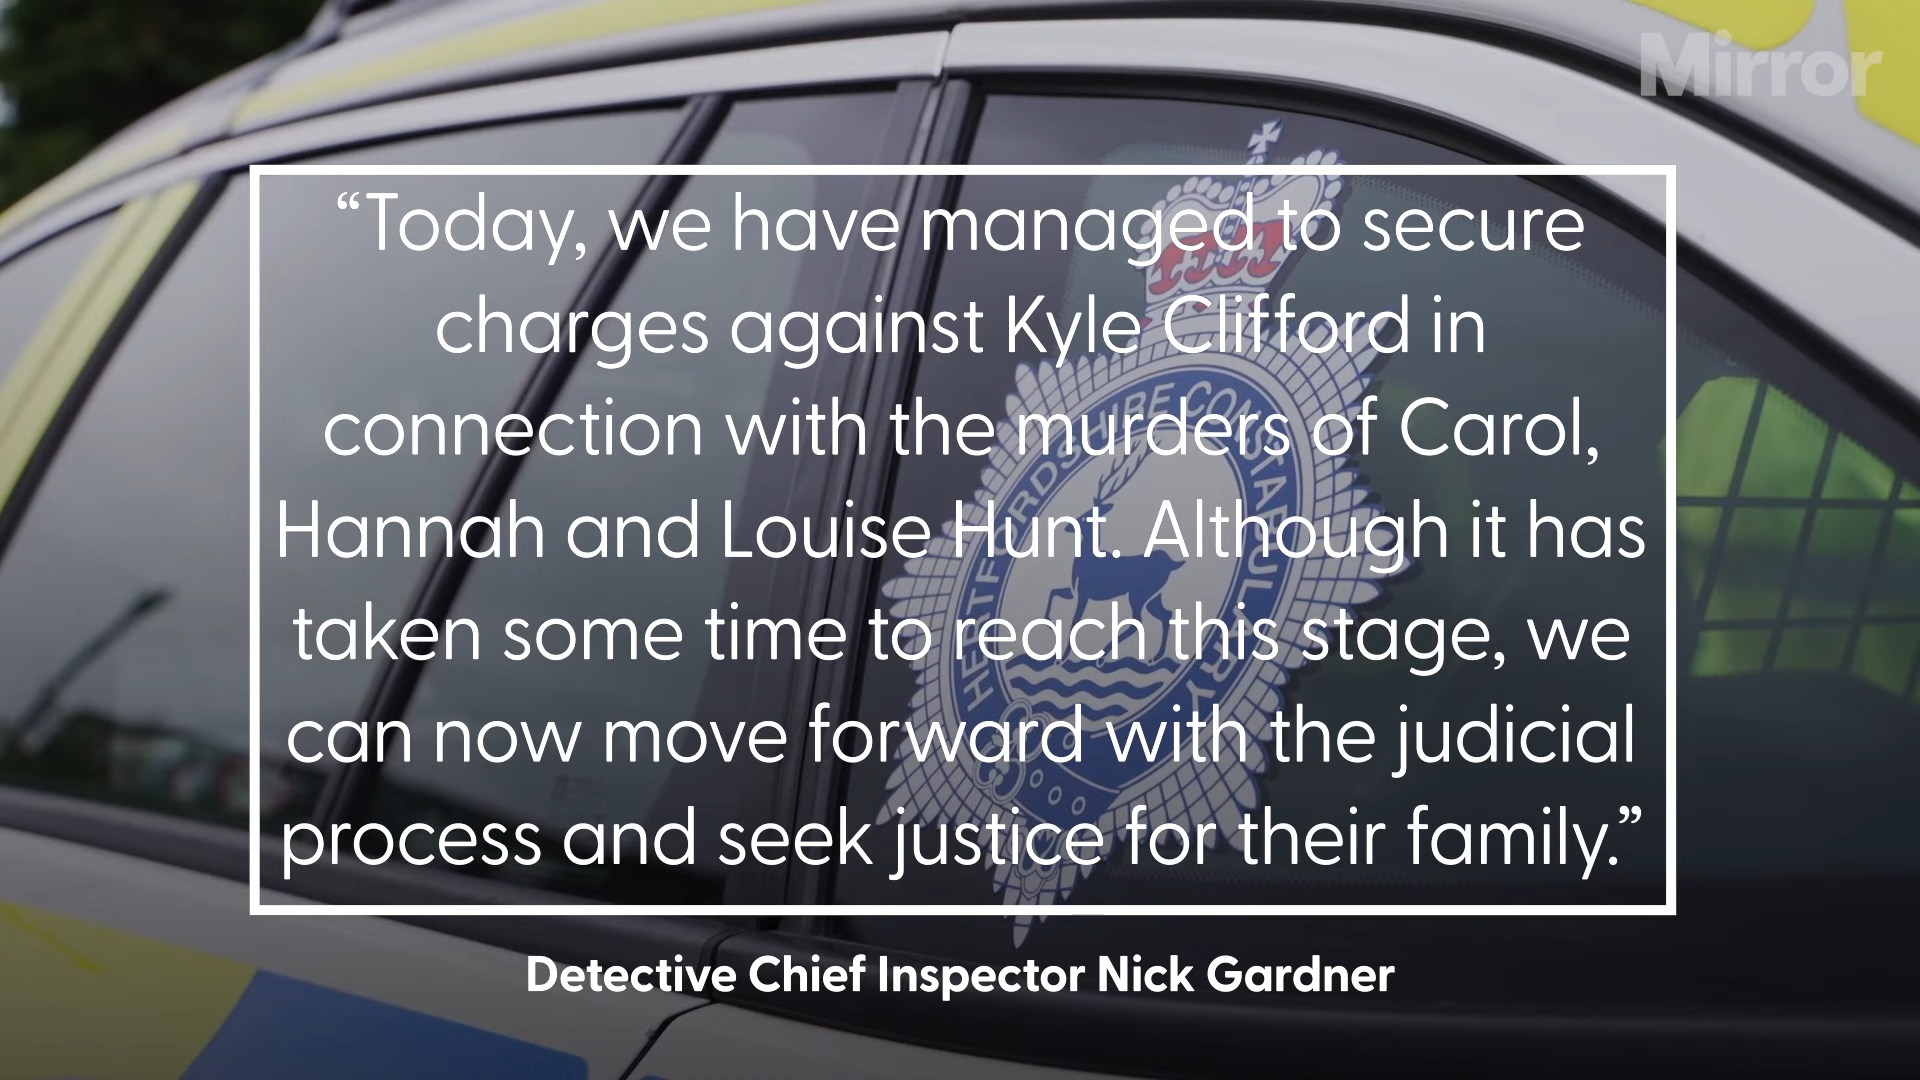 Mirror
“Today, we have managed to secure
charges against Kyle Clifford in
connection with the murders of Carol,
Hannah and Louise Hunt. Although it has
taken some time to reach this stage, we
can now move forward with the judicial
process and seek justice for their family.”
Detective Chief Inspector Nick Gardner
HERTFORDSHIRE CONSTABULARY